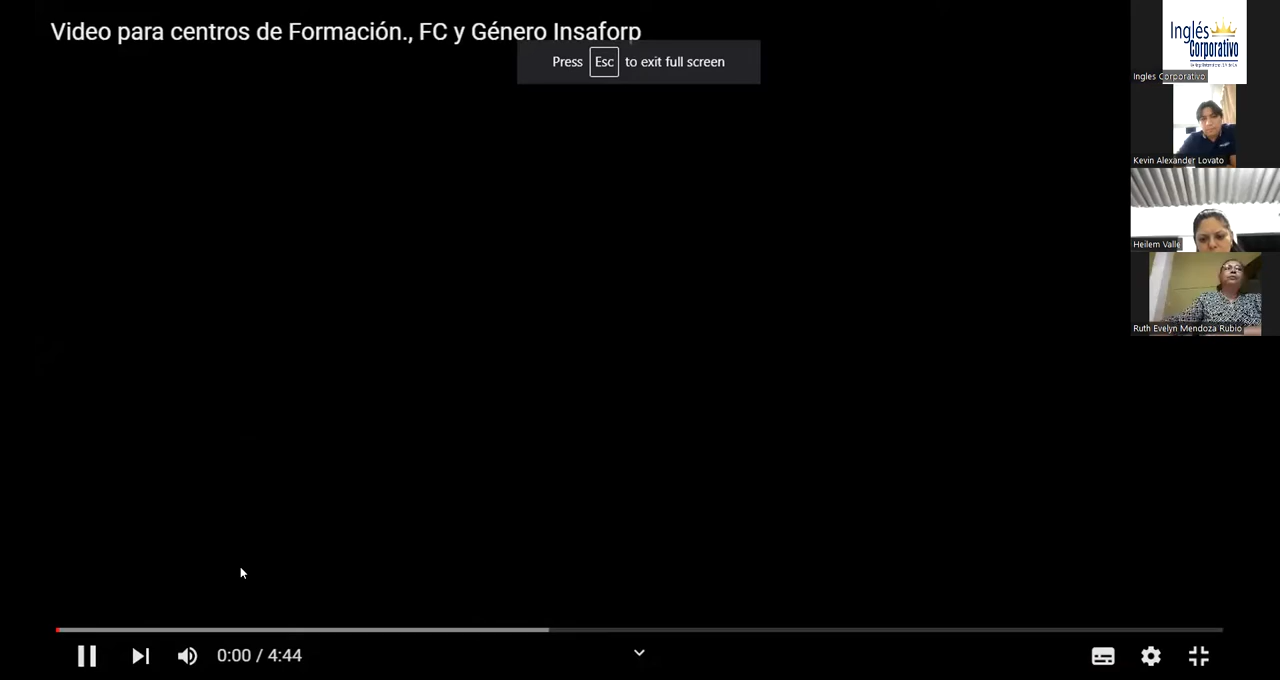 Video para centros de Formación., FC y Género Insaforp
Press Esc to exit full screen
Inglés
Corporativo
Ingles Corporativo
Kevin Alexander Lovato
Heilem Valle
Ruth Evelyn Mendoza Rubio
0:00 / 4:44